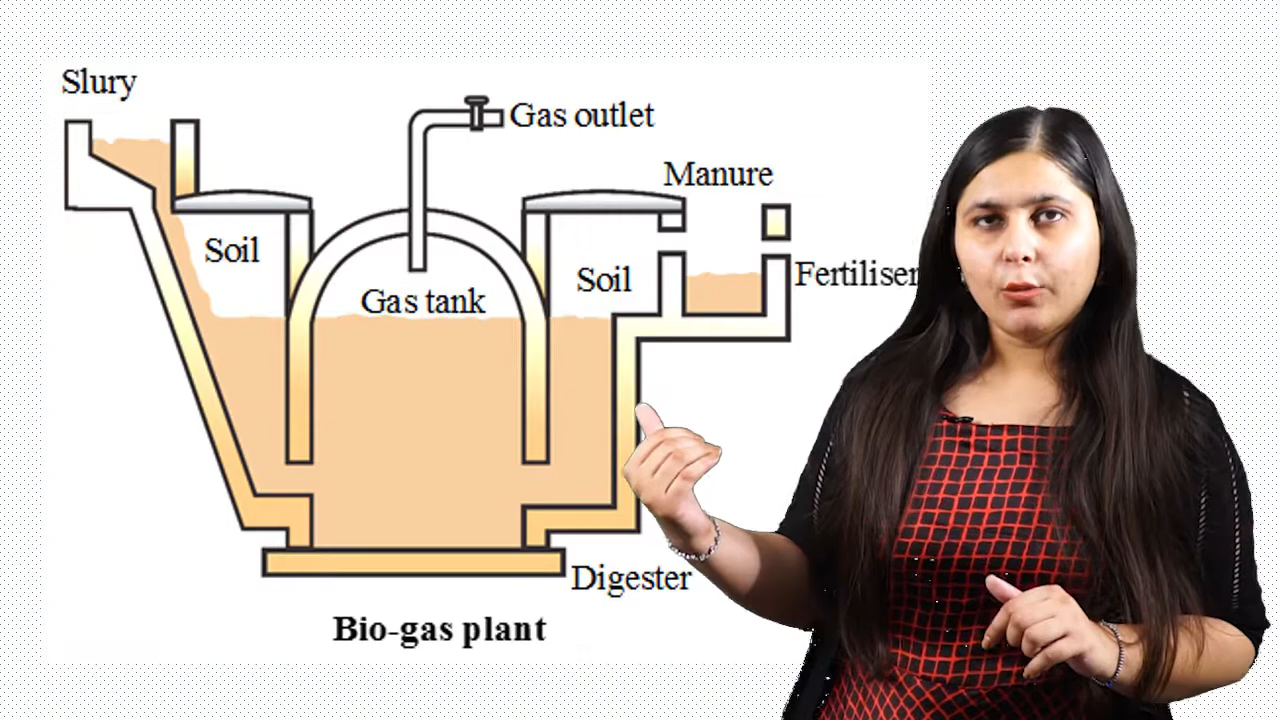 Slury
Gas outlet
Manure
Soil
Soil
Fertiliser
Gas tank
Digester
Bio-gas plant